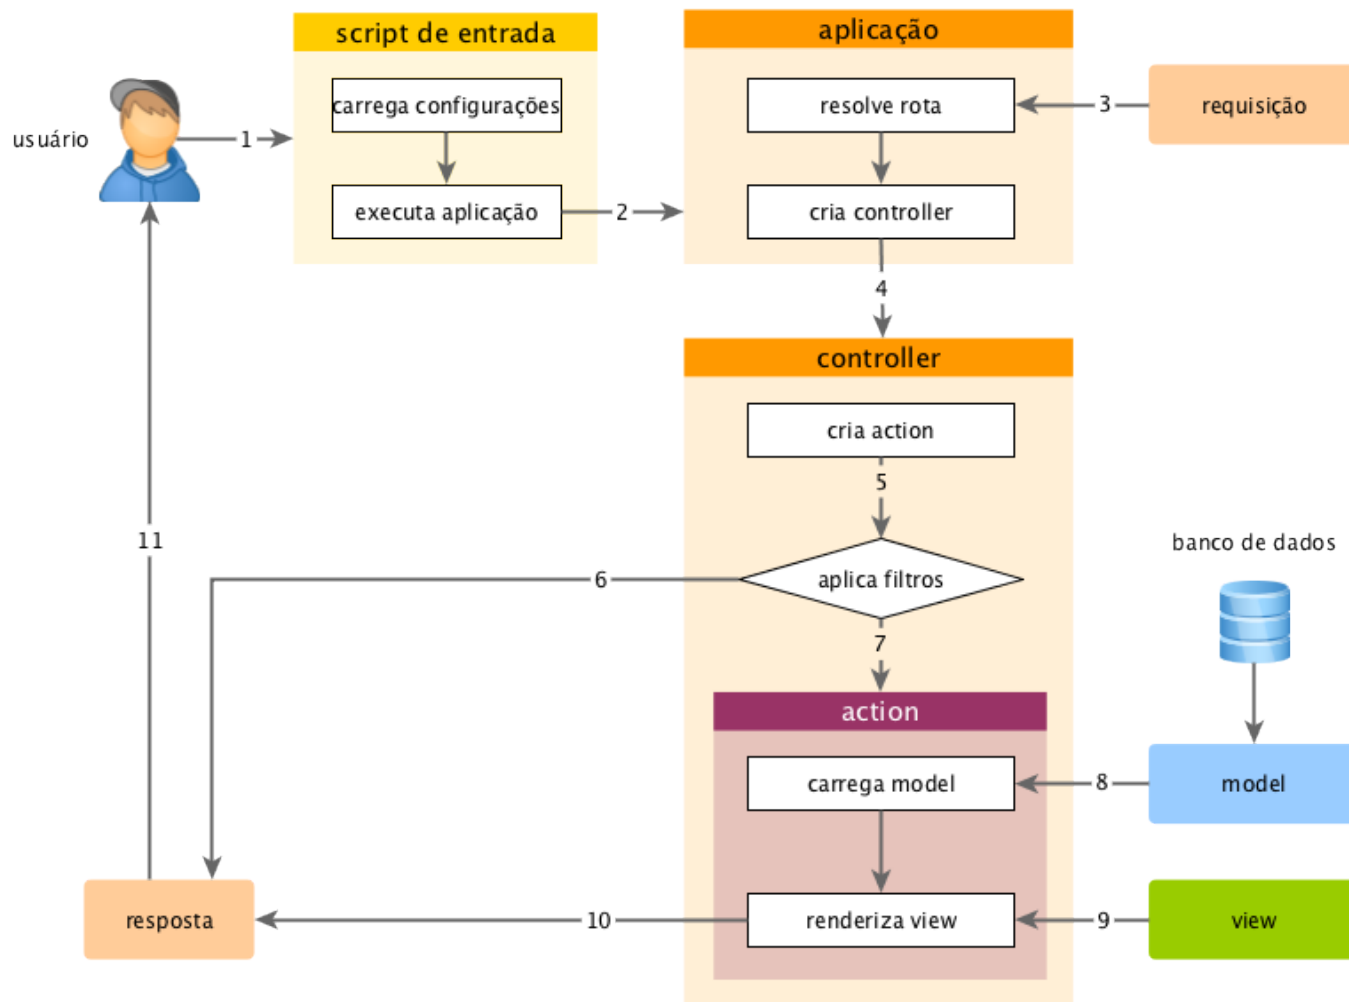 script de entrada
aplicação
carrega configurações
resolve rota
3
requisição
usuário
1
executa aplicação
2
cria controller
4
controller
cria action
5
11
banco de dados
6
aplica filtros
7
action
carrega model
8
model
resposta
10
renderiza view
9
view